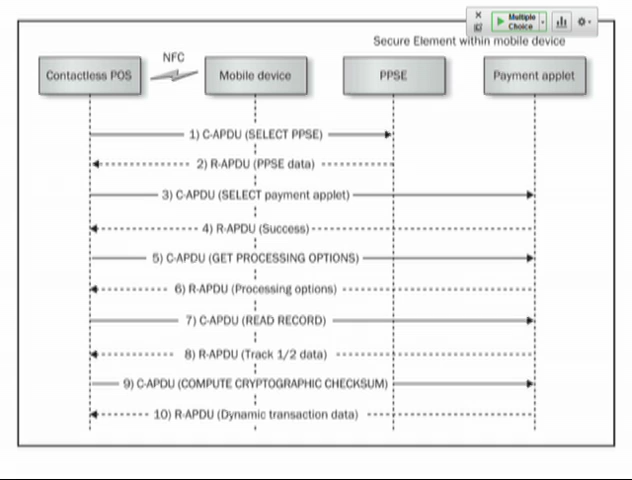 Multiple
Choice
Secure Element within mobile device
NFC
Contactless POS
Mobile device
PPSE
Payment applet
1) C-APDU (SELECT PPSE)
2) R-APDU (PPSE data)
3) C-APDU (SELECT payment applet)
4) R-APDU (Success)
5) C-APDU (GET PROCESSING OPTIONS)
6) R-APDU (Processing options)
7) C-APDU (READ RECORD)
8) R-APDU (Track 1/2 data)
9) C-APDU (COMPUTE CRYPTOGRAPHIC CHECKSUM)
10) R-APDU (Dynamic transaction data)